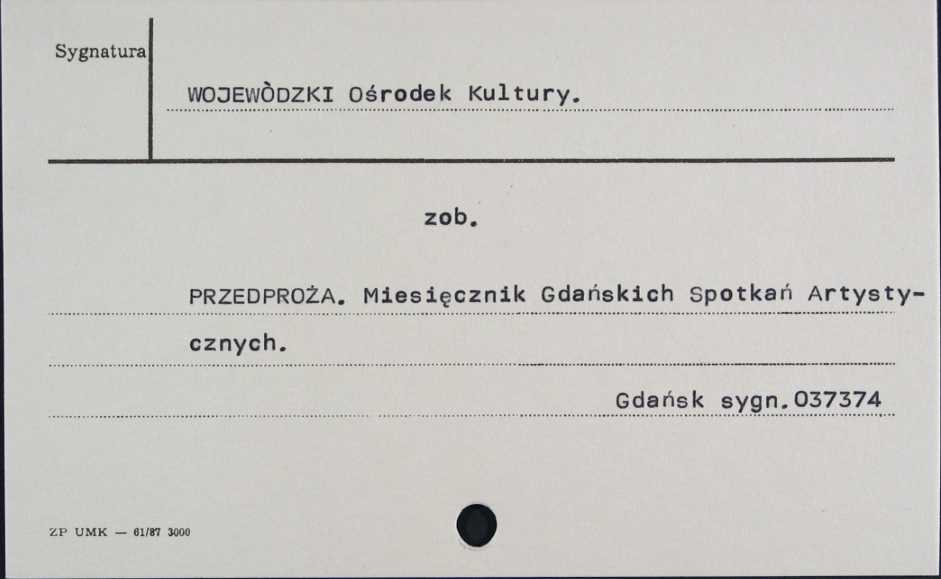 Sygnatura
WOJEWÒDZKI Ośrodek Kultury.
zob.
PRZEDPROŻA. Miesięcznik Gdańskich Spotkań Artysty-
cznych.
Gdańsk sygn.037374
ZP UMK — 61/87 3000